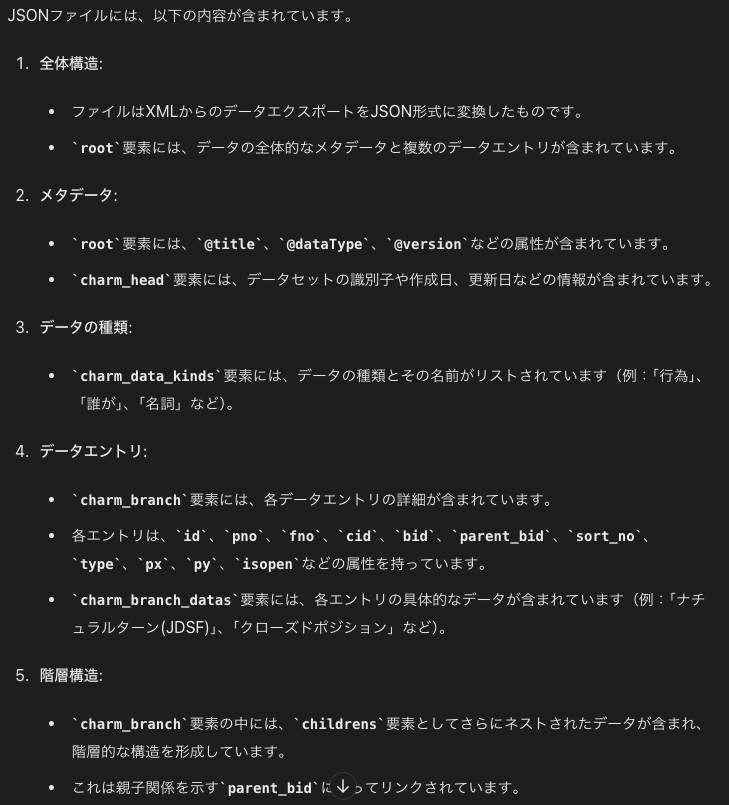 JSONファイルには、以下の内容が含まれています。
1. 全体構造:
• ファイルはXMLからのデータエクスポートをJSON形式に変換したものです。
• `root`要素には、データの全体的なメタデータと複数のデータエントリが含まれています。
2. メタデータ:
• `root`要素には、`@title`、`@dataType`、`@version`などの属性が含まれています。
• `charm_head`要素には、データセットの識別子や作成日、更新日などの情報が含まれています。
3. データの種類:
• `charm_data_kinds`要素には、データの種類とその名前がリストされています（例：「行為」、
「誰が」、「名詞」など）。
4. データエントリ:
• `charm_branch`要素には、各データエントリの詳細が含まれています。
• 各エントリは、`id`、`pno`、`fno`、`cid`、`bid`、`parent_bid`、`sort_no`、
`type`、`px`、`py`、`isopen`などの属性を持っています。
• `charm_branch_datas`要素には、各エントリの具体的なデータが含まれています（例：「ナチ
ュラルターン(JDSF)」、「クローズドポジション」など）。
5. 階層構造:
• `charm_branch`要素の中には、`childrens`要素としてさらにネストされたデータが含まれ、
階層的な構造を形成しています。
• これは親子関係を示す`parent_bid`に ってリンクされています。